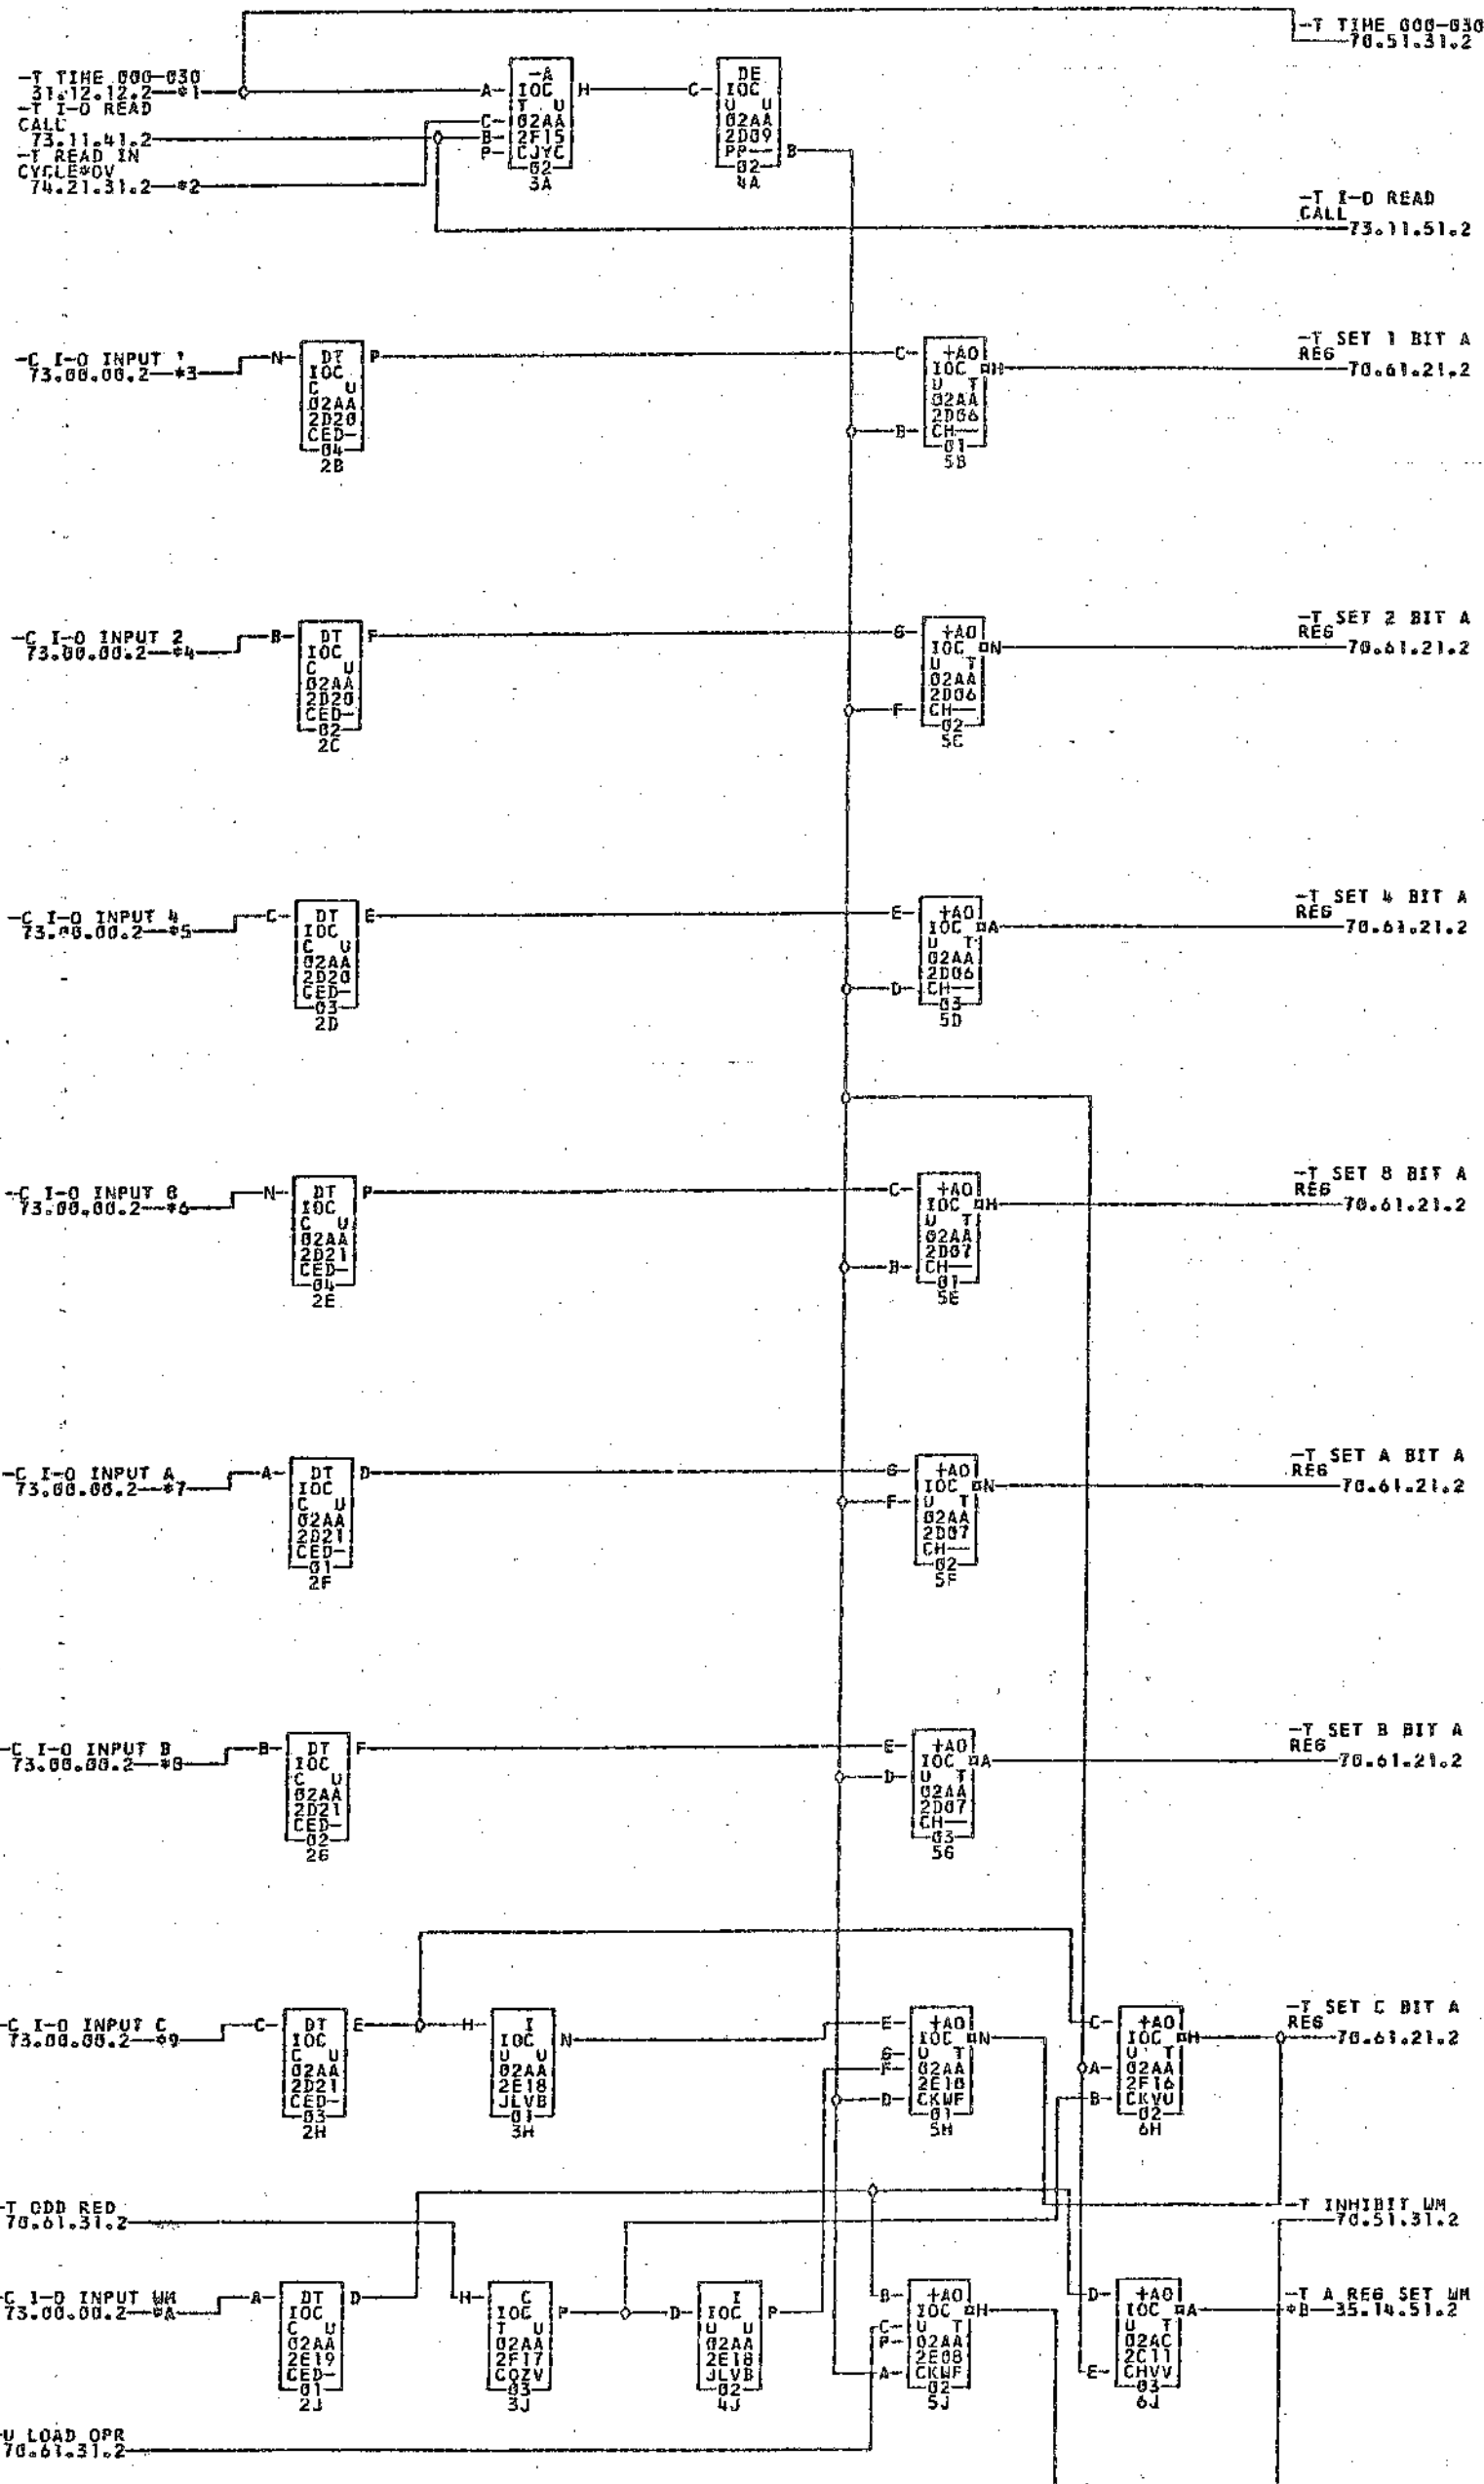 -T TIME 000-030
70.51.31.2
-T TIME 000-030
31.12.12.2 *1
-T I-O READ
CALL
73.11.41.2
-T READ IN
CYCLE*OV
74.21.31.2 *2
A- -A H
IOC
T U
C- 02AA
B- 2F15
P- CJYC
02
3A
C- DE
IOC
U U
02AA
2D09
PP-- B
02
4A
-T I-O READ
CALL
73.11.51.2
-C I-O INPUT 1
73.00.00.2 *3
N- DT P
IOC
C U
02AA
2D20
CED-
04
2B
C- +AO
IOC H
U T
02AA
2D06
B- CH--
01
5B
-T SET 1 BIT A
REG
70.61.21.2
-C I-O INPUT 2
73.00.00.2 *4
B- DT F
IOC
C U
02AA
2D20
CED-
02
2C
G- +AO
IOC N
U T
02AA
2D06
F- CH--
02
5C
-T SET 2 BIT A
REG
70.61.21.2
-C I-O INPUT 4
73.00.00.2 *5
C- DT E
IOC
C U
02AA
2D20
CED-
03
2D
E- +AO
IOC A
U T
02AA
2D06
D- CH--
03
5D
-T SET 4 BIT A
REG
70.61.21.2
-C I-O INPUT 8
73.00.00.2 *6
N- DT P
IOC
C U
02AA
2D21
CED-
04
2E
C- +AO
IOC H
U T
02AA
2D07
B- CH--
01
5E
-T SET 8 BIT A
REG
70.61.21.2
-C I-O INPUT A
73.00.00.2 *7
A- DT D
IOC
C U
02AA
2D21
CED-
01
2F
G- +AO
IOC N
F- U T
02AA
2D07
CH--
02
5F
-T SET A BIT A
REG
70.61.21.2
-C I-O INPUT B
73.00.00.2 *8
B- DT F
IOC
C U
02AA
2D21
CED-
02
2G
E- +AO
IOC A
D- U T
02AA
2D07
CH--
03
5G
-T SET B BIT A
REG
70.61.21.2
-C I-O INPUT C
73.00.00.2 *9
C- DT E
IOC
C U
02AA
2D21
CED-
03
2H
H- I
IOC N
U U
02AA
2E18
JLVB
01
3H
E- +AO
IOC N
G- U T
F- 02AA
2E18
D- CKWF
01
5H
C- +AO
IOC H
U T
A- 02AA
2F16
B- CKVU
02
6H
-T SET C BIT A
REG
70.61.21.2
-T ODD RED
70.61.31.2
-T INHIBIT WM
70.51.31.2
-C I-O INPUT WM
73.00.00.2 *A
A- DT D
IOC
C U
02AA
2E19
CED-
01
2J
H- C
IOC P
T U
02AA
2F17
CQZV
03
3J
D- I
IOC P
U U
02AA
2E18
JLVB
02
4J
B- +AO
IOC H
C- U T
P- 02AA
2E08
A- CKWF
02
5J
D- +AO
IOC A
U T
02AC
2C11
E- CHVV
03
6J
-T A REG SET WM
*B 35.14.51.2
-U LOAD OPR
70.61.31.2